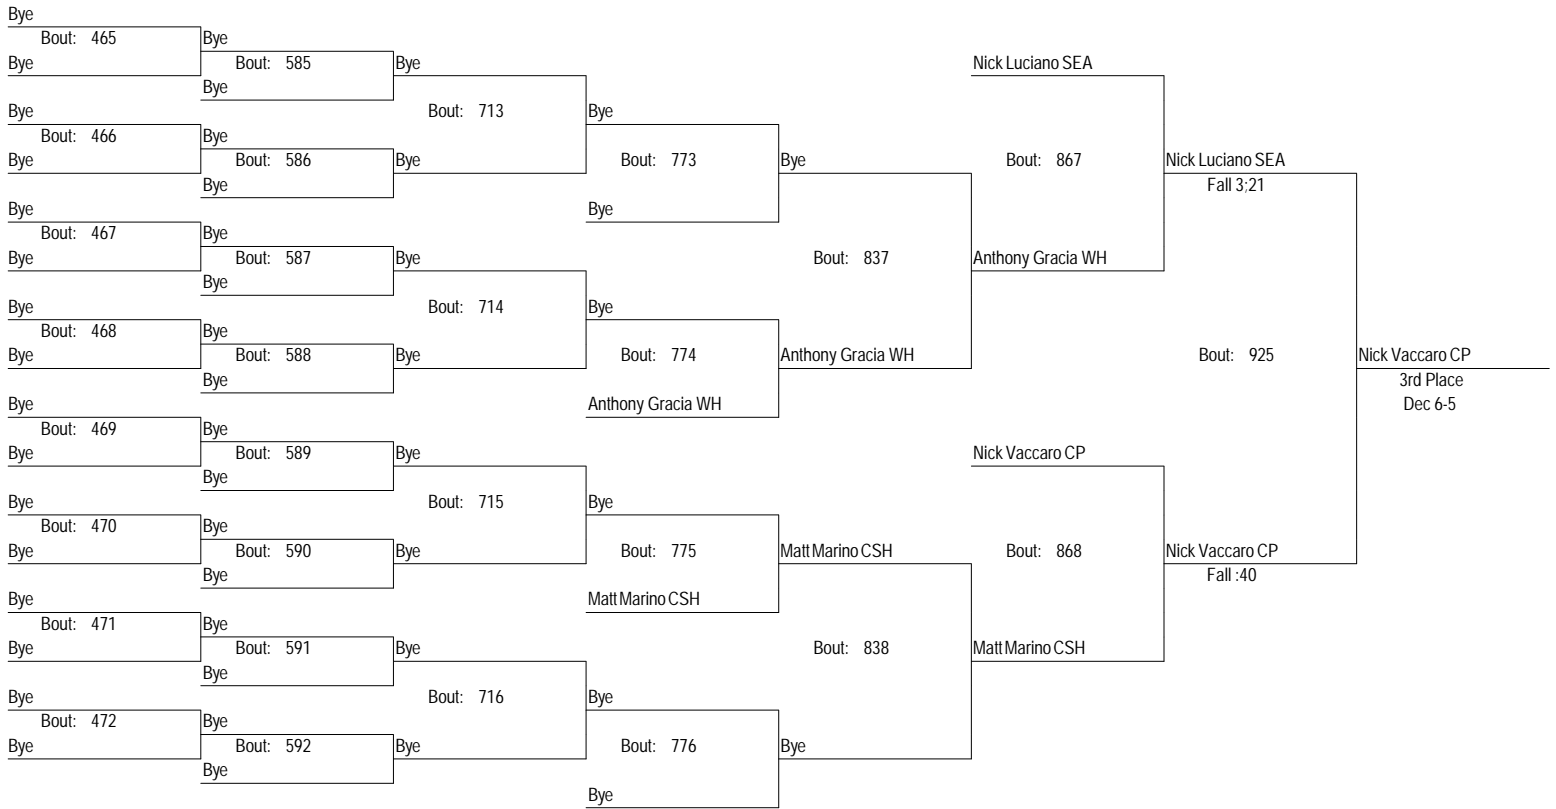 Bye
Bout: 465 Bye
Bye Bout: 585 Bye Nick Luciano SEA
Bye
Bye Bout: 713 Bye
Bout: 466 Bye
Bye Bout: 586 Bye Bout: 773 Bye Bout: 867 Nick Luciano SEA
Bye Fall 3;21
Bye Bye
Bout: 467 Bye
Bye Bout: 587 Bye Bout: 837 Anthony Gracia WH
Bye
Bye Bout: 714 Bye
Bout: 468 Bye
Bye Bout: 588 Bye Bout: 774 Anthony Gracia WH Bout: 925 Nick Vaccaro CP
Bye 3rd Place
Bye Anthony Gracia WH Dec 6-5
Bout: 469 Bye
Bye Bout: 589 Bye Nick Vaccaro CP
Bye
Bye Bout: 715 Bye
Bout: 470 Bye
Bye Bout: 590 Bye Bout: 775 Matt Marino CSH Bout: 868 Nick Vaccaro CP
Bye Fall :40
Bye Matt Marino CSH
Bout: 471 Bye
Bye Bout: 591 Bye Bout: 838 Matt Marino CSH
Bye
Bye Bout: 716 Bye
Bout: 472 Bye
Bye Bout: 592 Bye Bout: 776 Bye
Bye
Bye